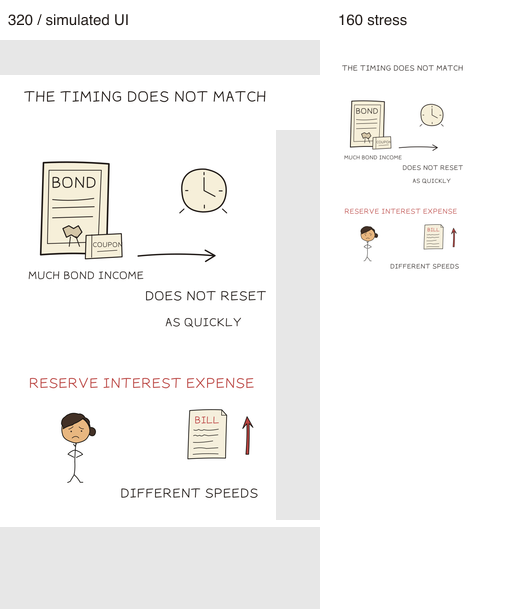 320 / simulated UI
THE TIMING DOES NOT MATCH
BOND
COUPON
MUCH BOND INCOME
DOES NOT RESET
AS QUICKLY
RESERVE INTEREST EXPENSE
BILL
DIFFERENT SPEEDS
160 stress
THE TIMING DOES NOT MATCH
BOND
COUPON
MUCH BOND INCOME
DOES NOT RESET
AS QUICKLY
RESERVE INTEREST EXPENSE
BILL
DIFFERENT SPEEDS